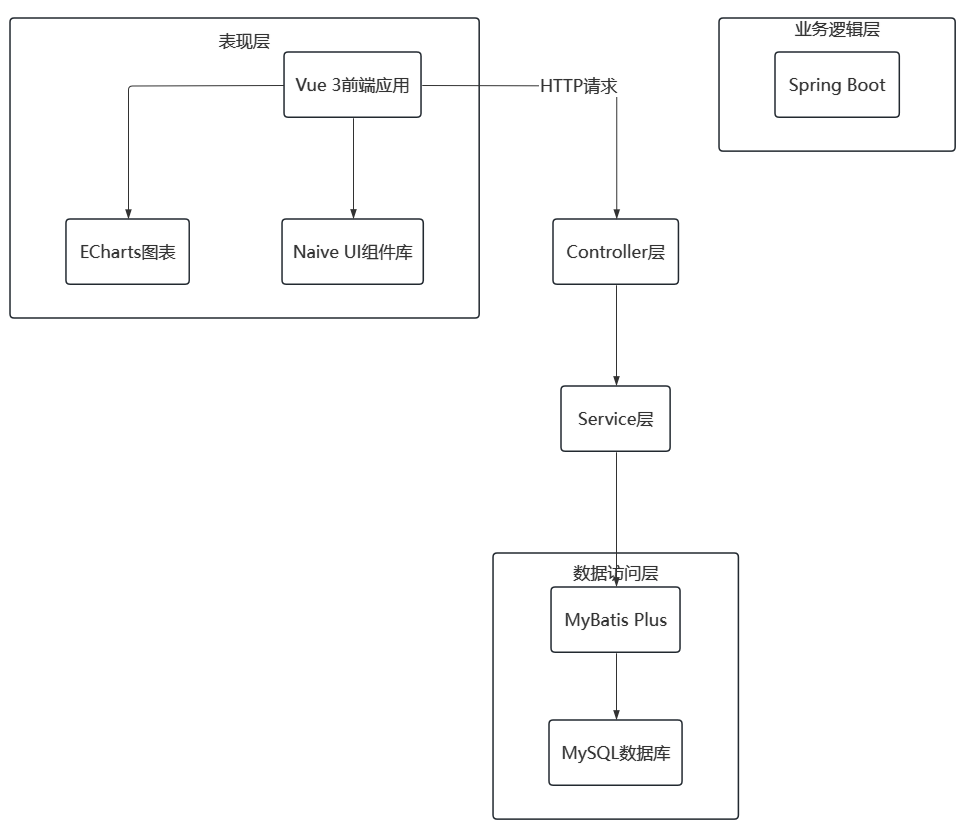 表现层
Vue 3前端应用
HTTP请求
业务逻辑层
Spring Boot
ECharts图表
Naive UI组件库
Controller层
Service层
数据访问层
MyBatis Plus
MySQL数据库